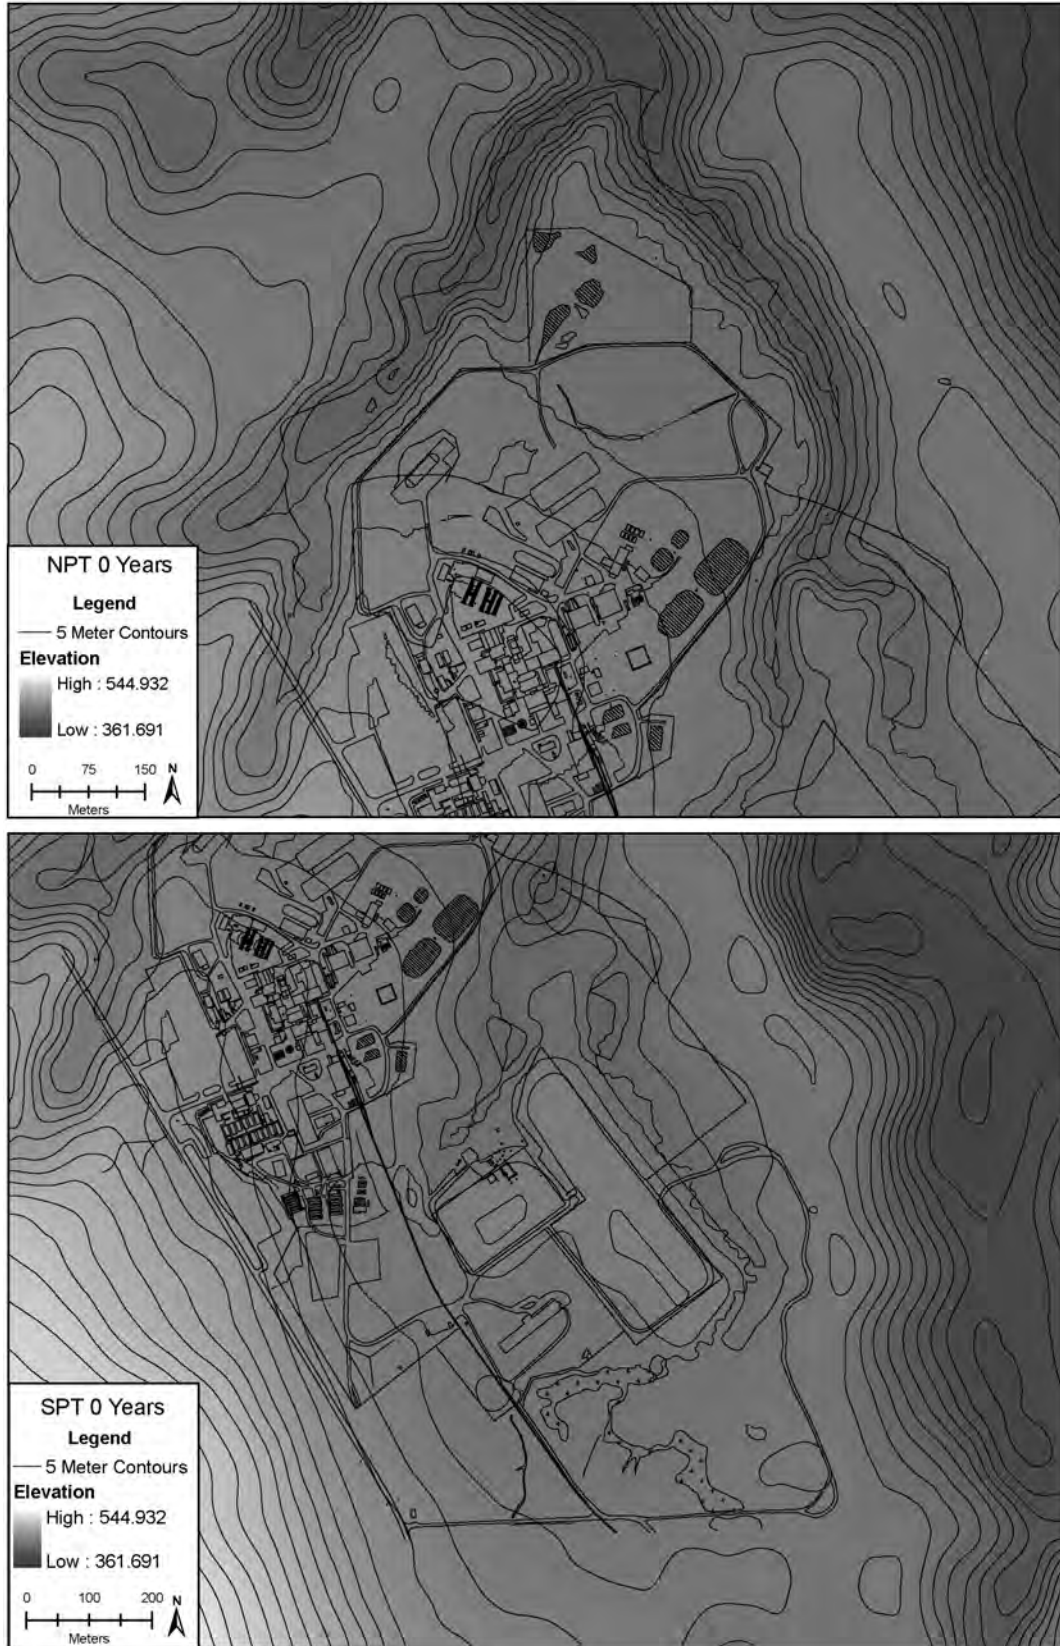 NPT 0 Years
Legend
5 Meter Contours
Elevation
High : 544.932
Low : 361.691
0 75 150
Meters
N
SPT 0 Years
Legend
5 Meter Contours
Elevation
High : 544.932
Low : 361.691
0 100 200
Meters
N